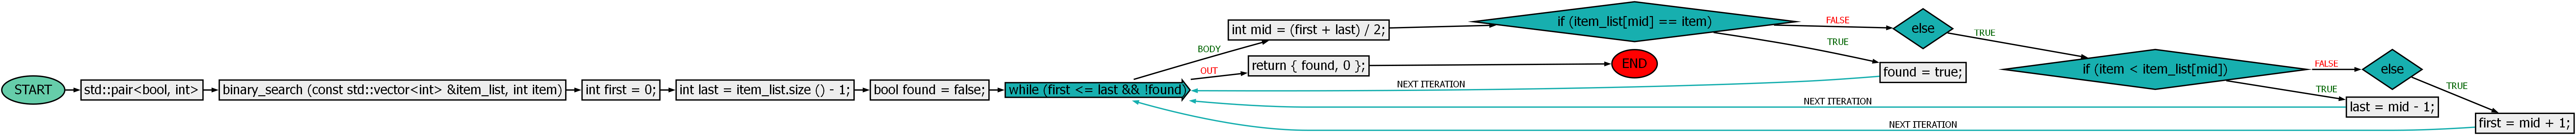 START
std::pair<bool, int>
binary_search (const std::vector<int> &item_list, int item)
int first = 0;
int last = item_list.size () - 1;
bool found = false;
while (first <= last && !found)
BODY
int mid = (first + last) / 2;
OUT
return { found, 0 };
END
if (item_list[mid] == item)
TRUE
found = true;
NEXT ITERATION
FALSE
else
TRUE
if (item < item_list[mid])
TRUE
last = mid - 1;
NEXT ITERATION
FALSE
else
TRUE
first = mid + 1;
NEXT ITERATION